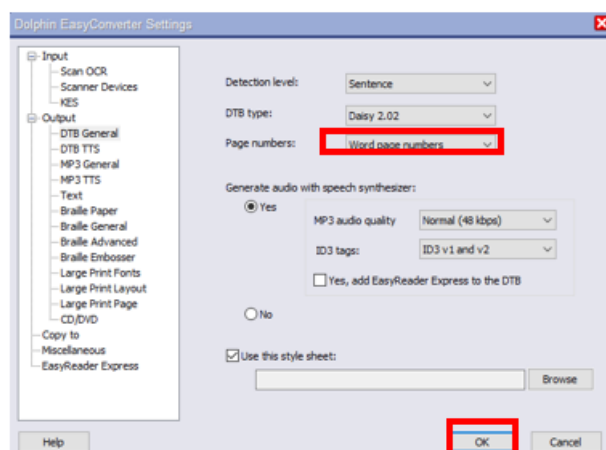 Dolphin EasyConverter Settings
Input
Scan OCR
Scanner Devices
KES
Output
DTB General
DTB TTS
MP3 General
MP3 TTS
Text
Braille Paper
Braille General
Braille Advanced
Braille Embosser
Large Print Fonts
Large Print Layout
Large Print Page
CD/DVD
Copy to
Miscellaneous
EasyReader Express
Detection level: Sentence
DTB type: Daisy 2.02
Page numbers: Word page numbers
Generate audio with speech synthesizer:
Yes
MP3 audio quality Normal (48 kbps)
ID3 tags: ID3 v1 and v2
Yes, add EasyReader Express to the DTB
No
Use this style sheet:
Browse
Help OK Cancel